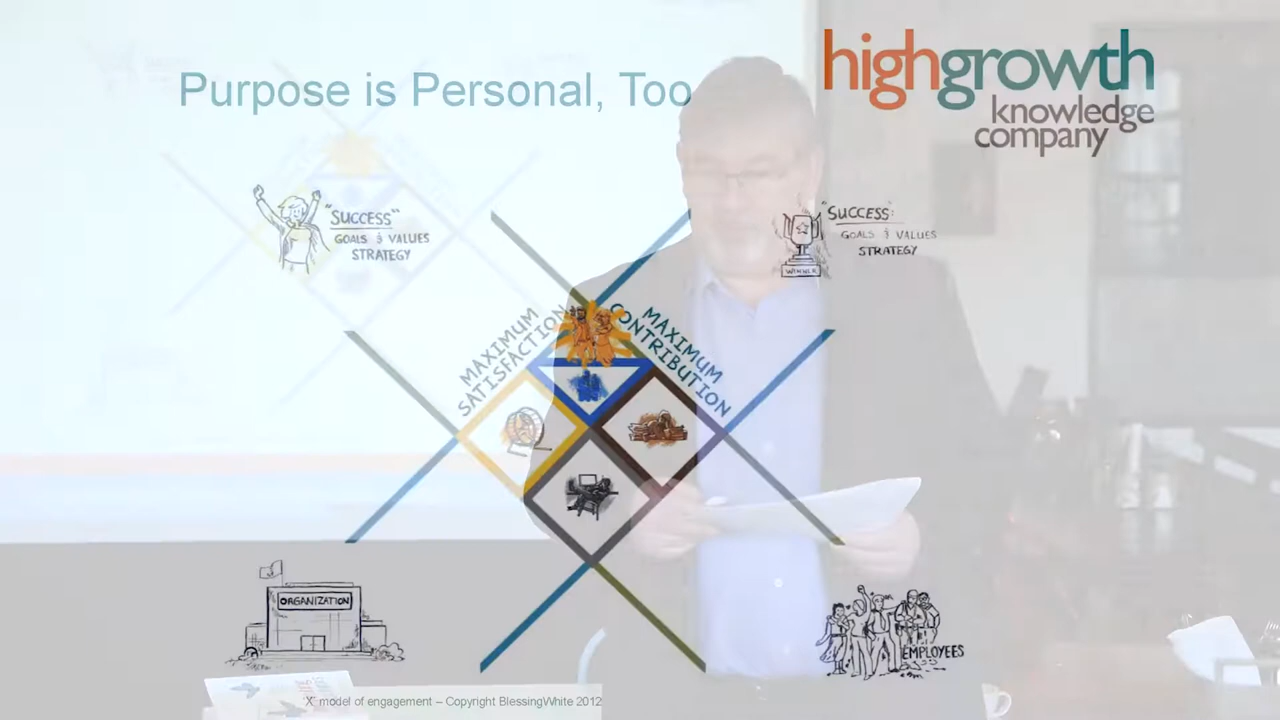 Purpose is Personal, Too
highgrowth
knowledge
company
"SUCCESS"
GOALS & VALUES
STRATEGY
"SUCCESS":
GOALS & VALUES
STRATEGY
WINNER
MAXIMUM
SATISFACTION
MAXIMUM
CONTRIBUTION
ORGANIZATION
EMPLOYEES
"X" model of engagement – Copyright BlessingWhite 2012